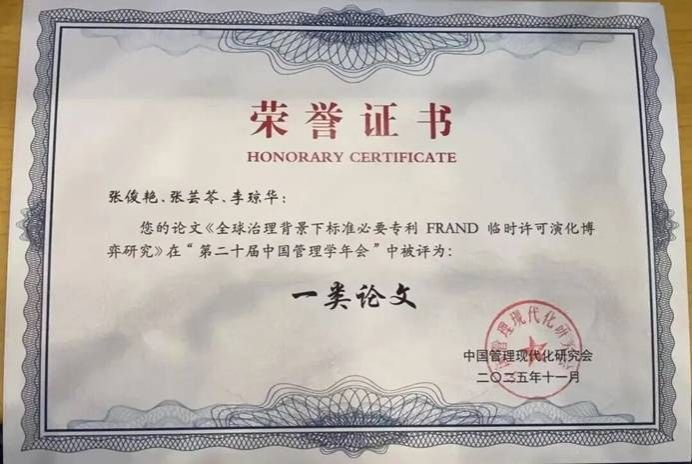 荣誉证书
HONORARY CERTIFICATE
张俊艳、张芸苓、李琼华：
您的论文《全球治理背景下标准必要专利 FRAND 临时许可演化博
弈研究》在“第二十届中国管理学年会”中被评为：
一类论文
中国管理现代化研究会
二〇二五年十一月